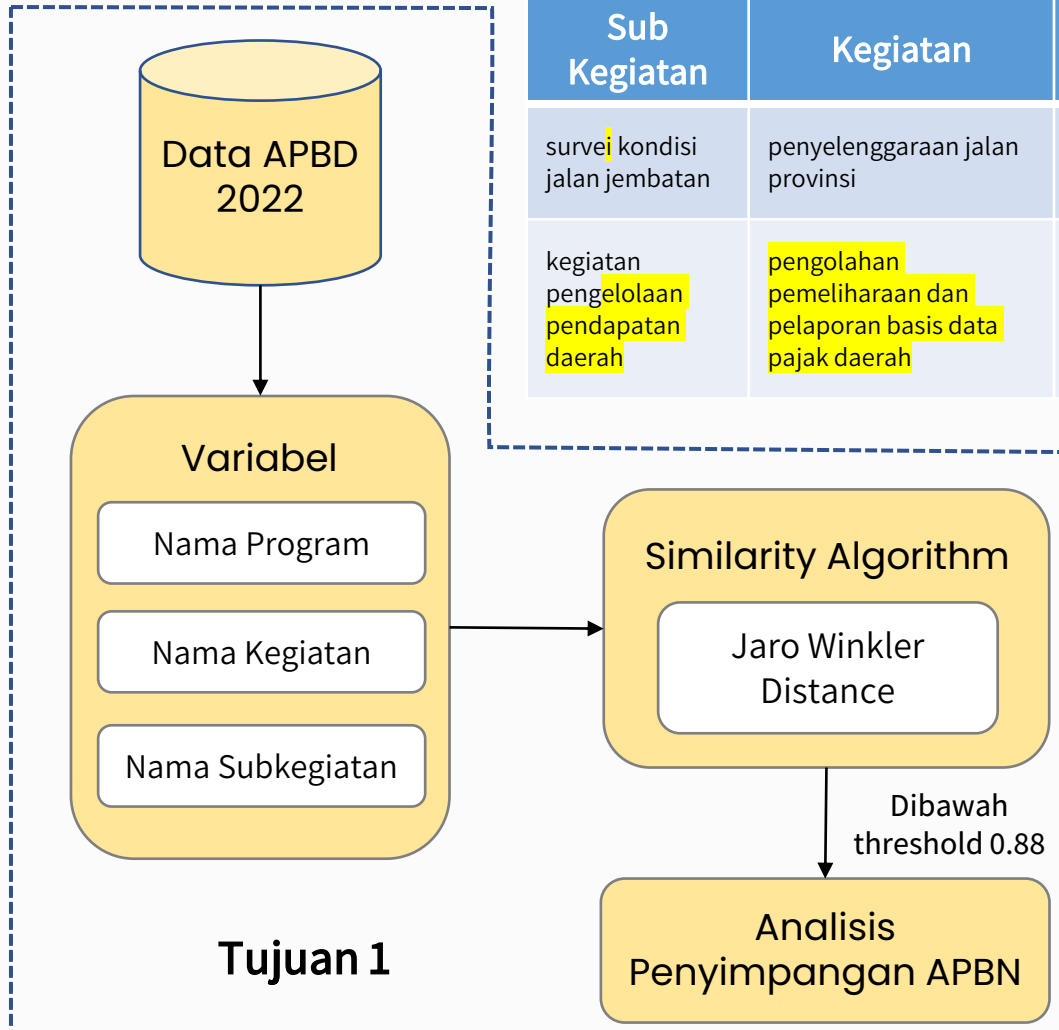 Data APBD
2022
Sub
Kegiatan
Kegiatan
survei kondisi
jalan jembatan
penyelenggaraan jalan
provinsi
kegiatan
pengelolaan
pendapatan
daerah
pengolahan
pemeliharaan dan
pelaporan basis data
pajak daerah
Variabel
Nama Program
Nama Kegiatan
Nama Subkegiatan
Similarity Algorithm
Jaro Winkler
Distance
Dibawah
threshold 0.88
Analisis
Penyimpangan APBN
Tujuan 1